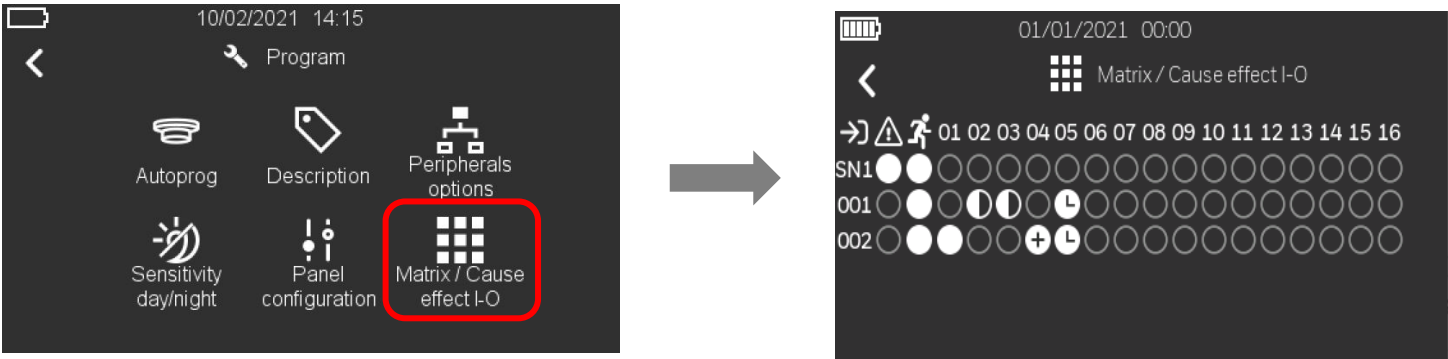 10/02/2021 14:15
Program
Autoprog
Description
Peripherals
options
Sensitivity
day/night
Panel
configuration
Matrix / Cause
effect I-O
01/01/2021 00:00
Matrix / Cause effect I-O
01 02 03 04 05 06 07 08 09 10 11 12 13 14 15 16
SN1
001
002